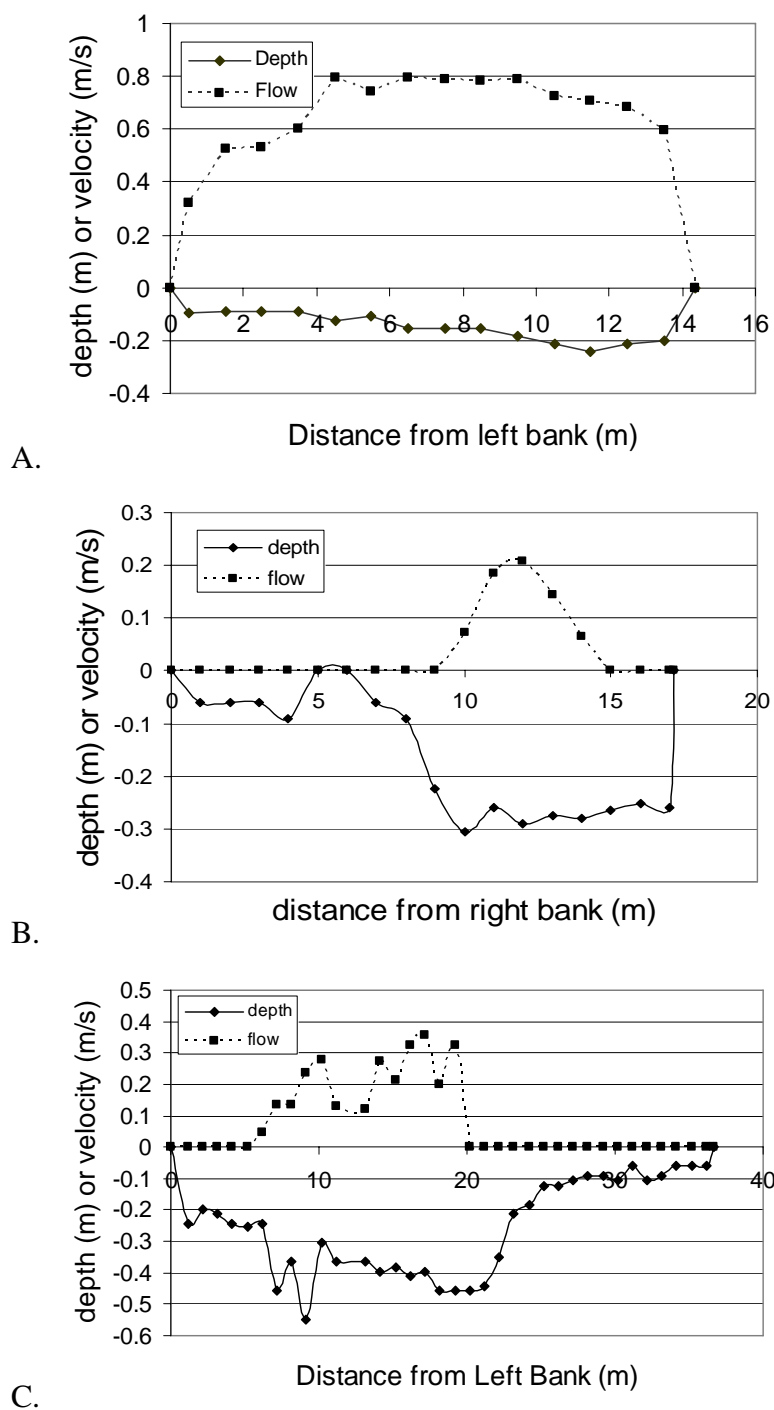 1
0.8
0.6
0.4
0.2
0
-0.2
-0.4
depth (m) or velocity (m/s)
Depth
Flow
0 2 4 6 8 10 12 14 16
Distance from left bank (m)
A.
0.3
0.2
0.1
0
-0.1
-0.2
-0.3
-0.4
depth (m) or velocity (m/s)
depth
flow
0 5 10 15 20
distance from right bank (m)
B.
0.5
0.4
0.3
0.2
0.1
0
-0.1
-0.2
-0.3
-0.4
-0.5
-0.6
depth (m) or velocity (m/s)
depth
flow
0 10 20 30 40
Distance from Left Bank (m)
C.